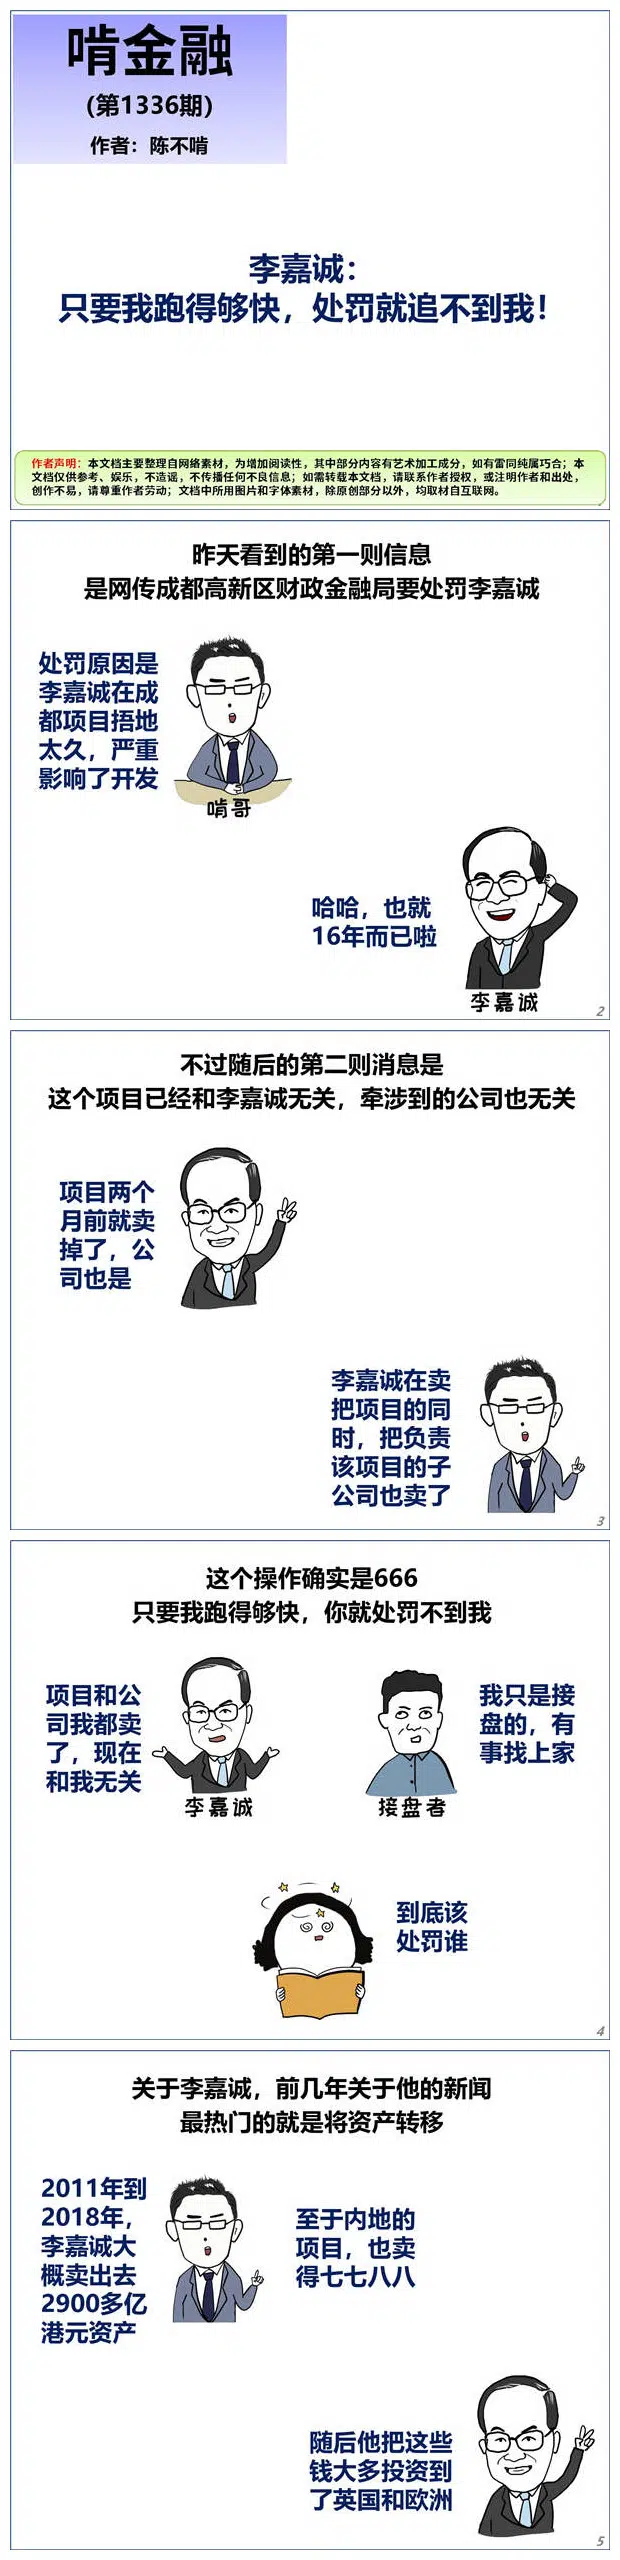 啃金融
(第1336期)
作者：陈不啃
李嘉诚：
只要我跑得够快，处罚就追不到我！
作者声明：本文档主要整理自网络素材，为增加阅读性，其中部分内容有艺术加工成分，如有雷同纯属巧合；本
文档仅供参考、娱乐，不造谣，不传播任何不良信息；如需转载本文档，请联系作者授权，或注明作者和出处，
创作不易，请尊重作者劳动；文档中所用图片和字体素材，除原创部分以外，均取材自互联网。
昨天看到的第一则信息
是网传成都高新区财政金融局要处罚李嘉诚
处罚原因是
李嘉诚在成
都项目捂地
太久，严重
影响了开发
啃哥
哈哈，也就
16年而已啦
李嘉诚
2
不过随后的第二则消息是
这个项目已经和李嘉诚无关，牵涉到的公司也无关
项目两个
月前就卖
掉了，公
司也是
李嘉诚在卖
把项目的同
时，把负责
该项目的子
公司也卖了
3
这个操作确实是666
只要我跑得够快，你就处罚不到我
项目和公
司我都卖
了，现在
和我无关
李嘉诚
接盘者
我只是接
盘的，有
事找上家
到底该
处罚谁
4
关于李嘉诚，前几年关于他的新闻
最热门的就是将资产转移
2011年到
2018年，
李嘉诚大
概卖出去
2900多亿
港元资产
至于内地的
项目，也卖
得七七八八
随后他把这些
钱大多投资到
了英国和欧洲
5